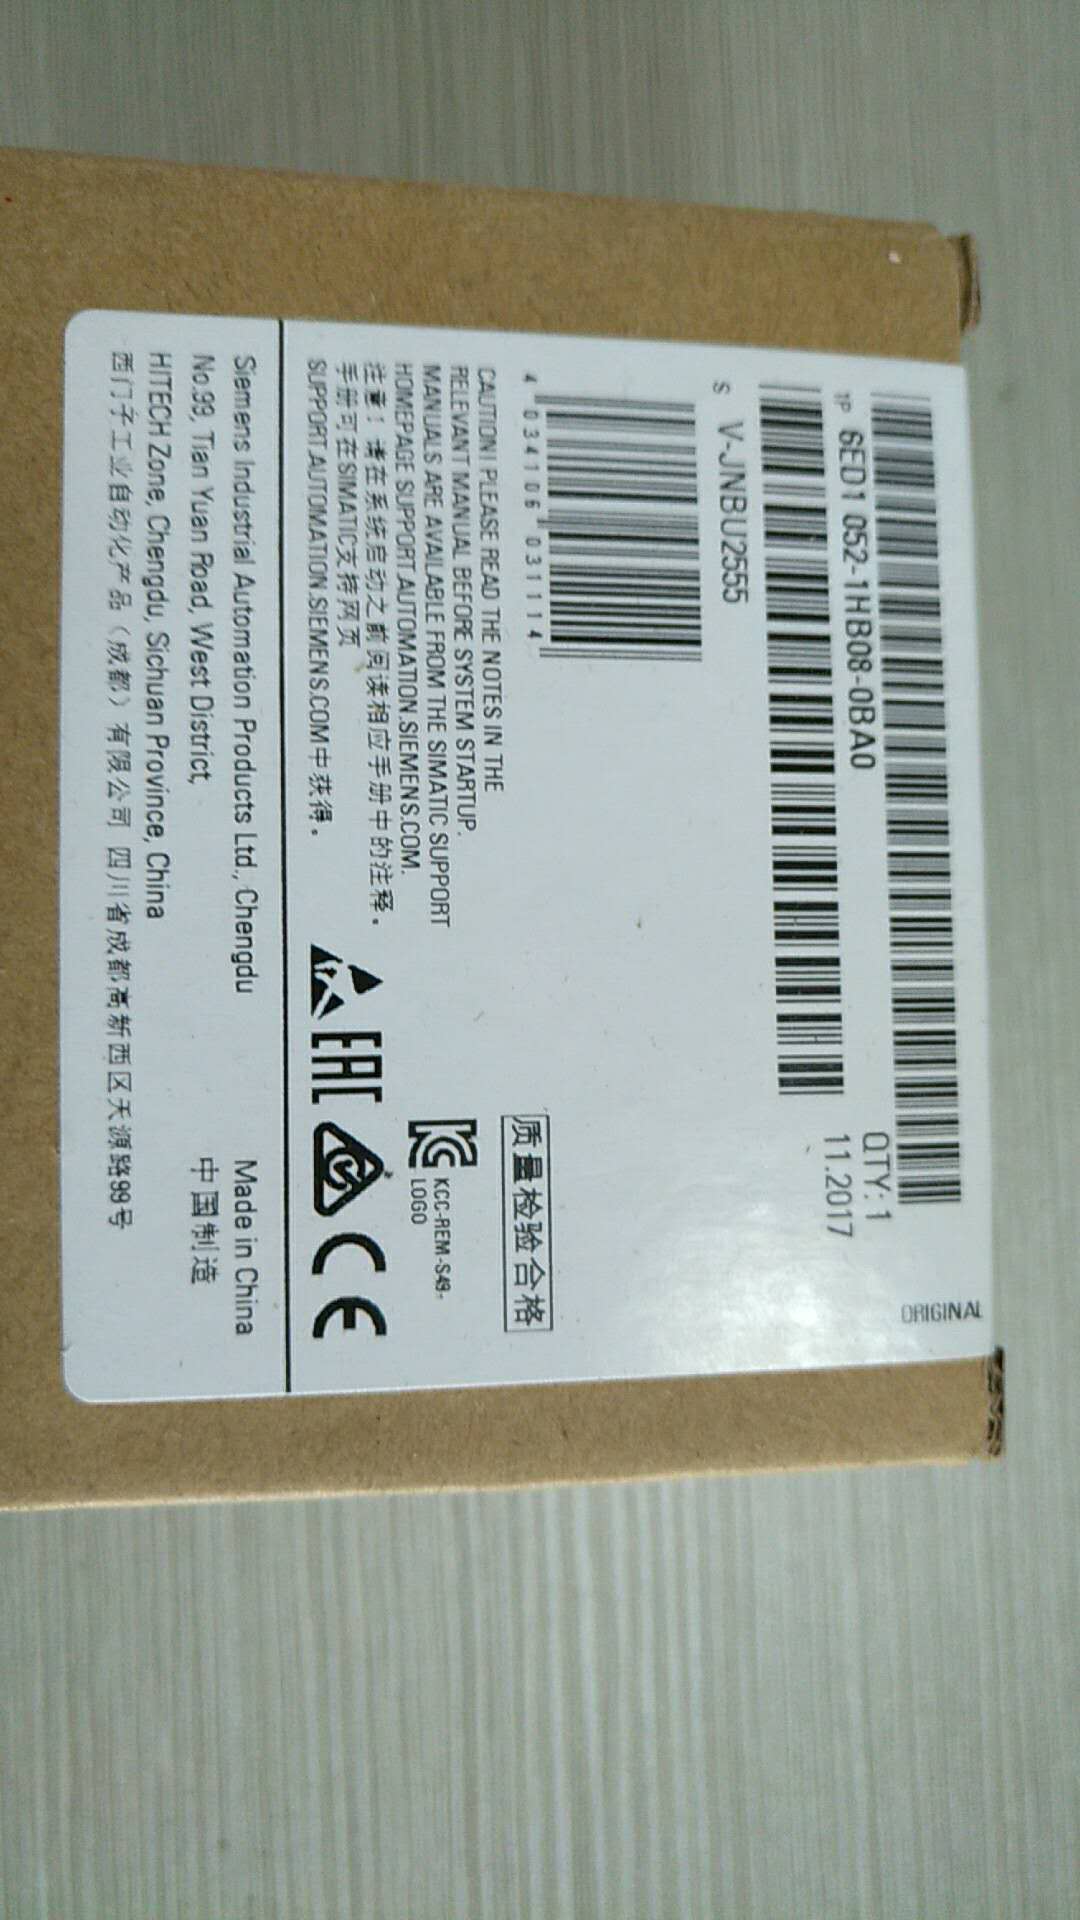 ORIGINAL
1P 6ED1 052-1HB08-0BA0
QTY: 1
11.2017
S V-JNBU2555
4 034106 031114
质量检验合格
CAUTION! PLEASE READ THE NOTES IN THE
RELEVANT MANUAL BEFORE SYSTEM STARTUP.
MANUALS ARE AVAILABLE FROM THE SIMATIC SUPPORT
HOMEPAGE SUPPORT.AUTOMATION.SIEMENS.COM.
注意！请在系统启动之前阅读相应手册中的注释。
手册可在SIMATIC支持网页
SUPPORT.AUTOMATION.SIEMENS.COM中获得。
KCC-REM-S49-
LOGO
EAC
CE
Siemens Industrial Automation Products Ltd., Chengdu
No.99, Tian Yuan Road, West District,
HITECH Zone, Chengdu, Sichuan Province, China
西门子工业自动化产品（成都）有限公司 四川省成都高新西区天源路99号
Made in China
中国制造